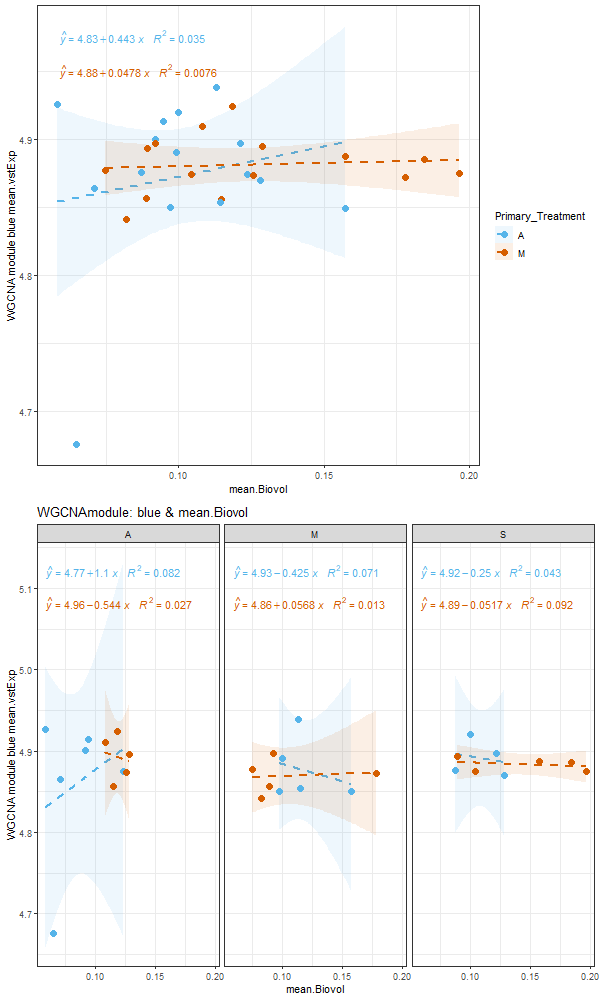 ŷ = 4.83 + 0.443 x R² = 0.035
ŷ = 4.88 + 0.0478 x R² = 0.0076
4.9
4.8
4.7
WGCNA module blue mean.vstExp
0.10 0.15 0.20
mean.Biovol
Primary_Treatment
A
M
WGCNAmodule: blue & mean.Biovol
A M S
ŷ = 4.77 + 1.1 x R² = 0.082
ŷ = 4.96 − 0.544 x R² = 0.027
ŷ = 4.93 − 0.425 x R² = 0.071
ŷ = 4.86 + 0.0568 x R² = 0.013
ŷ = 4.92 − 0.25 x R² = 0.043
ŷ = 4.89 − 0.0517 x R² = 0.092
5.1
5.0
4.9
4.8
4.7
WGCNA module blue mean.vstExp
0.10 0.15 0.20 0.10 0.15 0.20 0.10 0.15 0.20
mean.Biovol